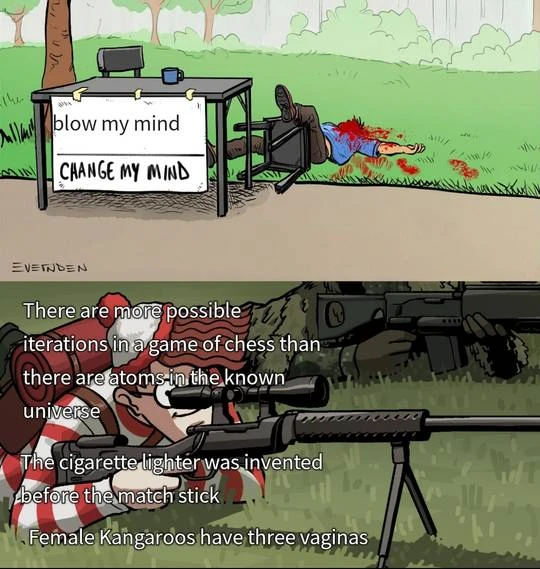 blow my mind
CHANGE MY MIND
EVERNDEN
There are more possible
iterations in a game of chess than
there are atoms in the known
universe
The cigarette lighter was invented
before the match stick
. Female Kangaroos have three vaginas